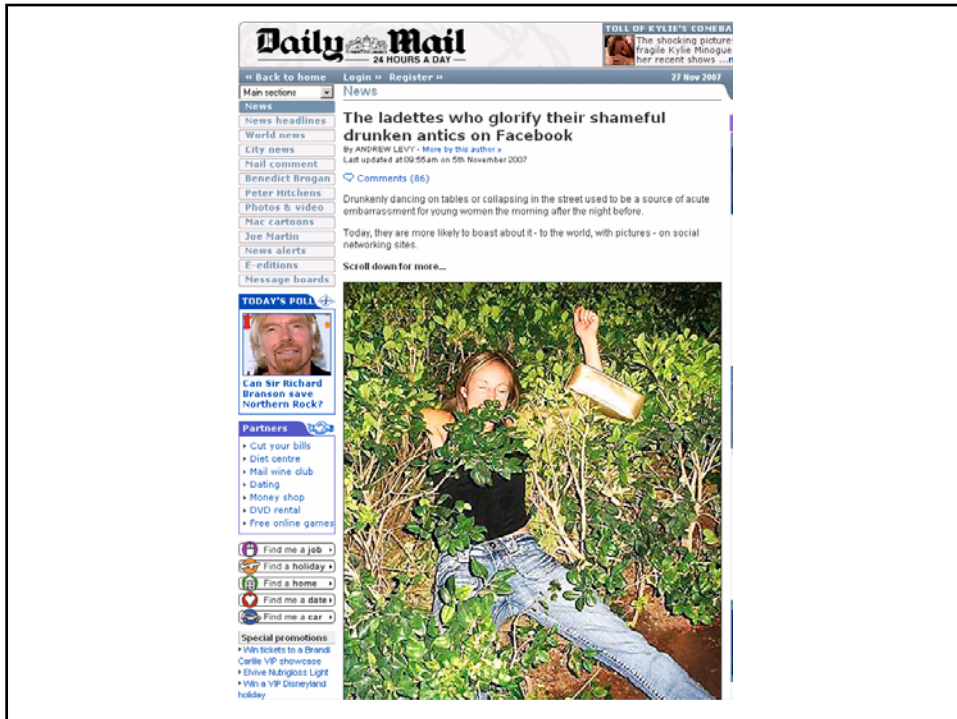 Daily Mail
24 HOURS A DAY
TOLL OF KYLIE'S COMEBA
The shocking picture
fragile Kylie Minogue
her recent shows ...
« Back to home
Login » Register »
27 Nov 2007
Main sections
News
News headlines
World news
City news
Mail comment
Benedict Brogan
Peter Hitchens
Photos & video
Mac cartoons
Joe Martin
News alerts
E-editions
Message boards
TODAY'S POLL
Can Sir Richard
Branson save
Northern Rock?
Partners
Cut your bills
Diet centre
Mail wine club
Dating
Money shop
DVD rental
Free online games
Find me a job
Find a holiday
Find a home
Find me a date
Find me a car
Special promotions
Win tickets to a Brandi
Carlile VIP showcase
Elvive Nutrigloss Light
Win a VIP Disneyland
holiday
News
The ladettes who glorify their shameful
drunken antics on Facebook
By ANDREW LEVY - More by this author »
Last updated at 09:55am on 5th November 2007
Comments (86)
Drunkenly dancing on tables or collapsing in the street used to be a source of acute
embarrassment for young women the morning after the night before.
Today, they are more likely to boast about it - to the world, with pictures - on social
networking sites.
Scroll down for more...